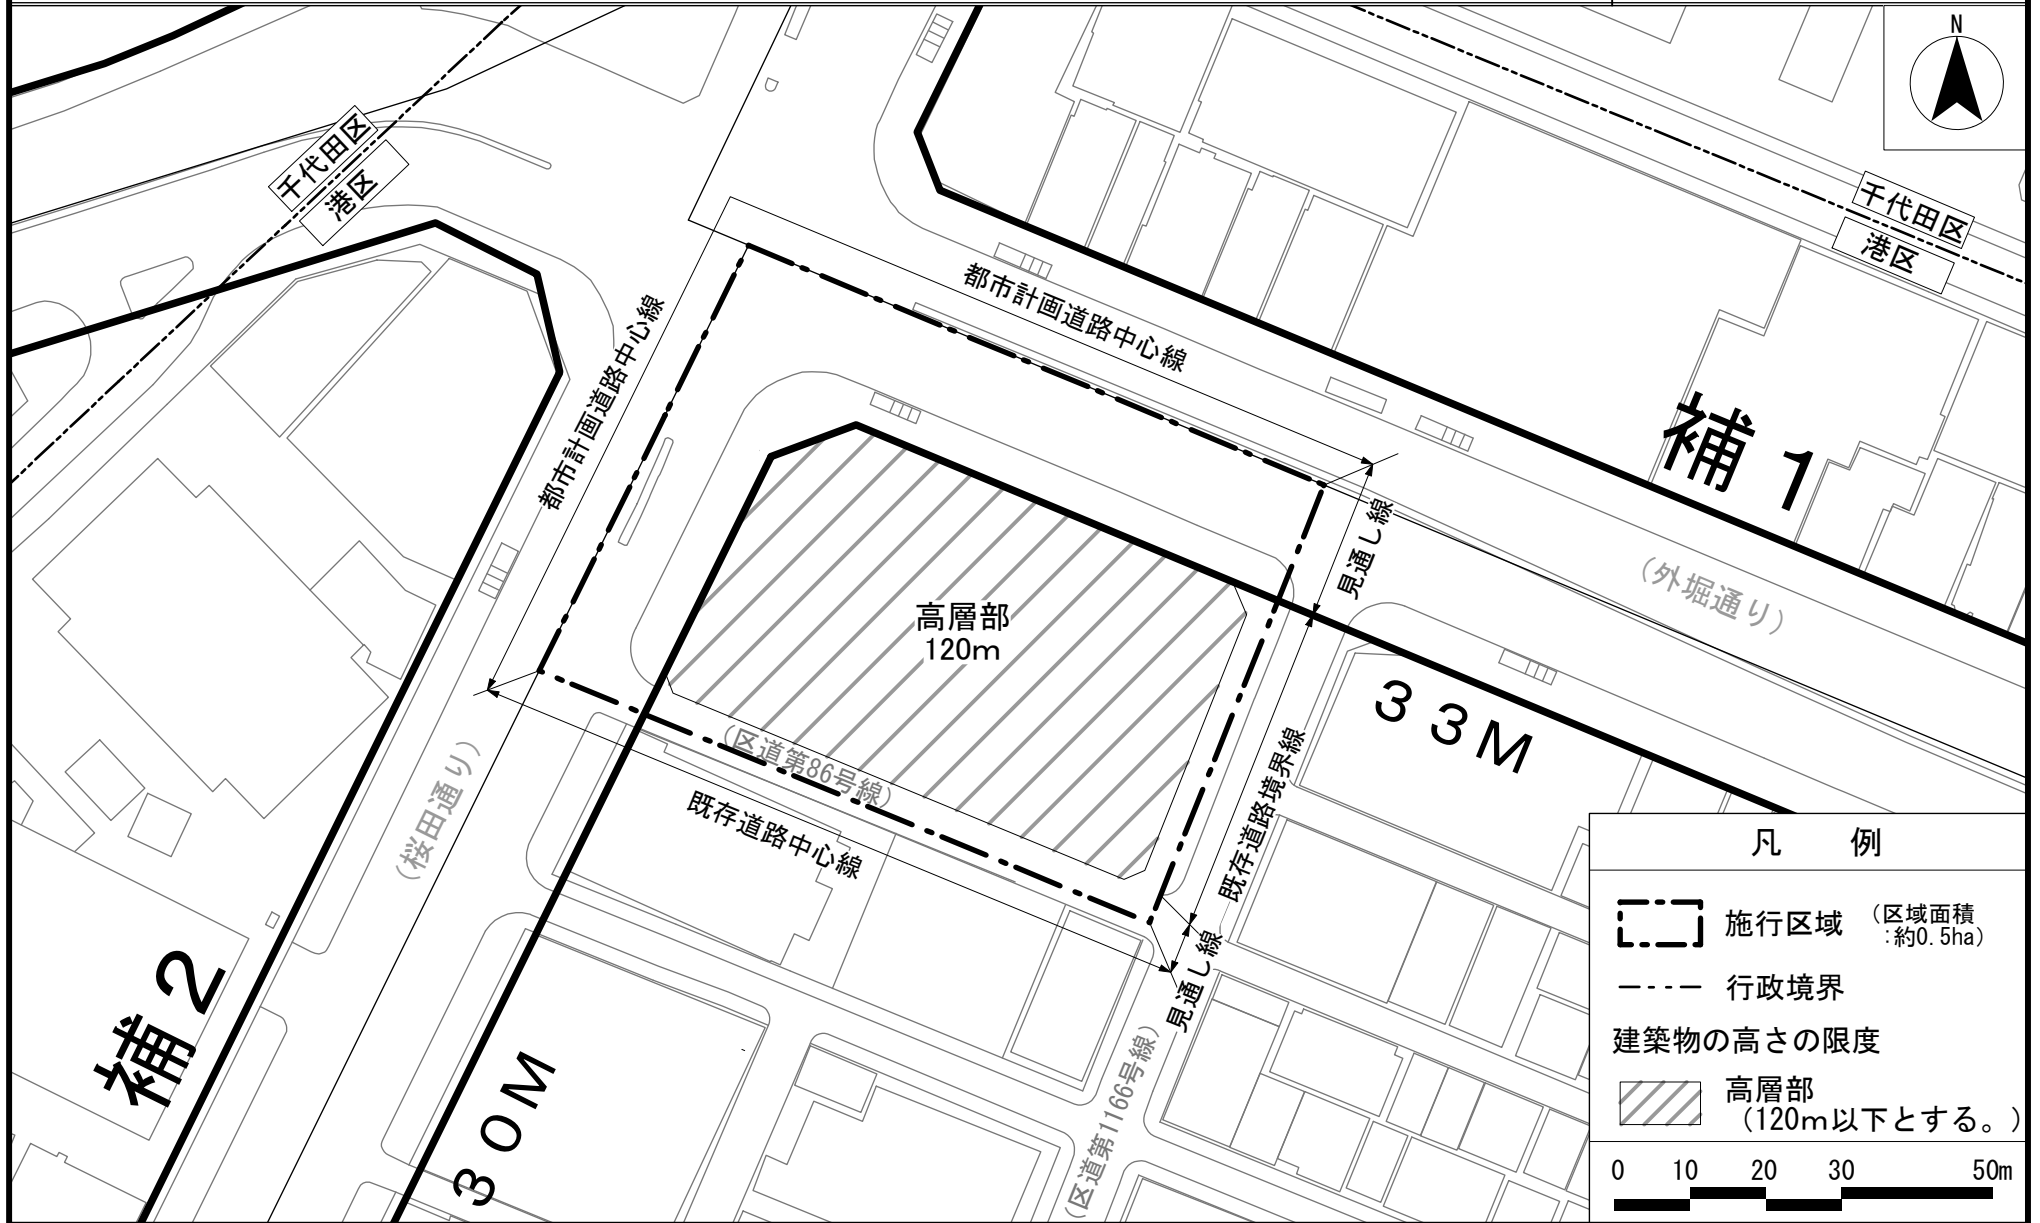 N
千代田区
港区
千代田区
港区
都市計画道路中心線
都市計画道路中心線
補1
見通し線
(外堀通り)
高層部
120m
33M
(区道第86号線)
既存道路中心線
既存道路境界線
(桜田通り)
見通し線
補2
30M
(区道第1166号線)
凡 例
施行区域 (区域面積
:約0.5ha)
行政境界
建築物の高さの限度
高層部
(120m以下とする。)
0 10 20 30 50m